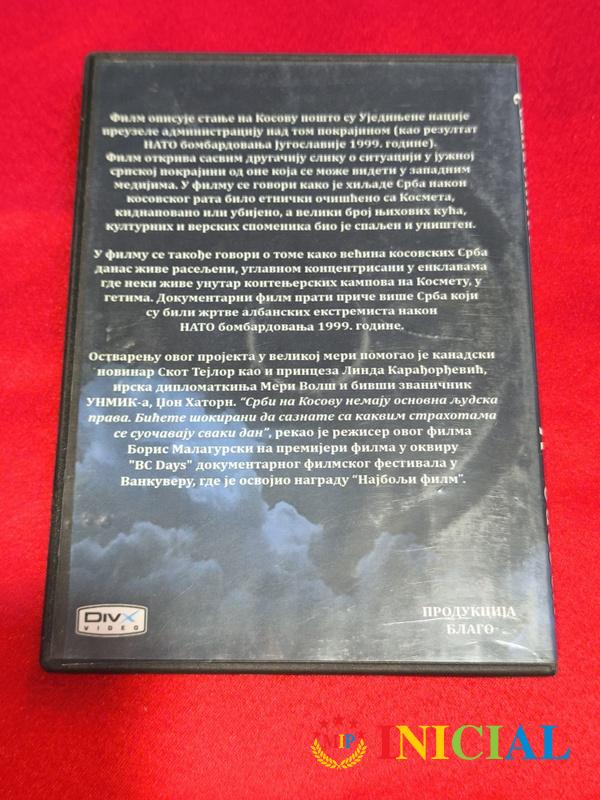 Филм описује стање на Косову пошто су Уједињене нације
преузеле администрацију над том покрајином (као резултат
НАТО бомбардовања Југославије 1999. године).
Филм открива сасвим другачију слику о ситуацији у јужној
српској покрајини од оне која се може видети у западним
медијима. У филму се говори како је хиљаде Срба након
косовског рата било етнички очишћено са Космета,
киднаповано или убијено, а велики број њихових кућа,
културних и верских споменика био је спаљен и уништен.
У филму се такође говори о томе како већина косовских Срба
данас живе расељени, углавном концентрисани у енклавама
где неки живе унутар контењерских кампова на Космету, у
гетима. Документарни филм прати приче више Срба који
су били жртве албанских екстремиста након
НАТО бомбардовања 1999. године.
Остварењу овог пројекта у великој мери помогао је канадски
новинар Скот Тејлор као и принцеза Линда Карађорђевић,
ирска дипломаткиња Мери Волш и бивши званичник
УНМИК-а, Џон Хаторн. “Срби на Косову немају основна људска
права. Бићете шокирани да сазнате са каквим страхотама
се суочавају сваки дан”, рекао је режисер овог филма
Борис Малагурски на премијери филма у оквиру
"BC Days" документарног филмског фестивала у
Ванкуверу, где је освојио награду “Најбољи филм”.
DIVX
VIDEO
ПРОДУКЦИЈА
БЛАГО
VIP INICIAL